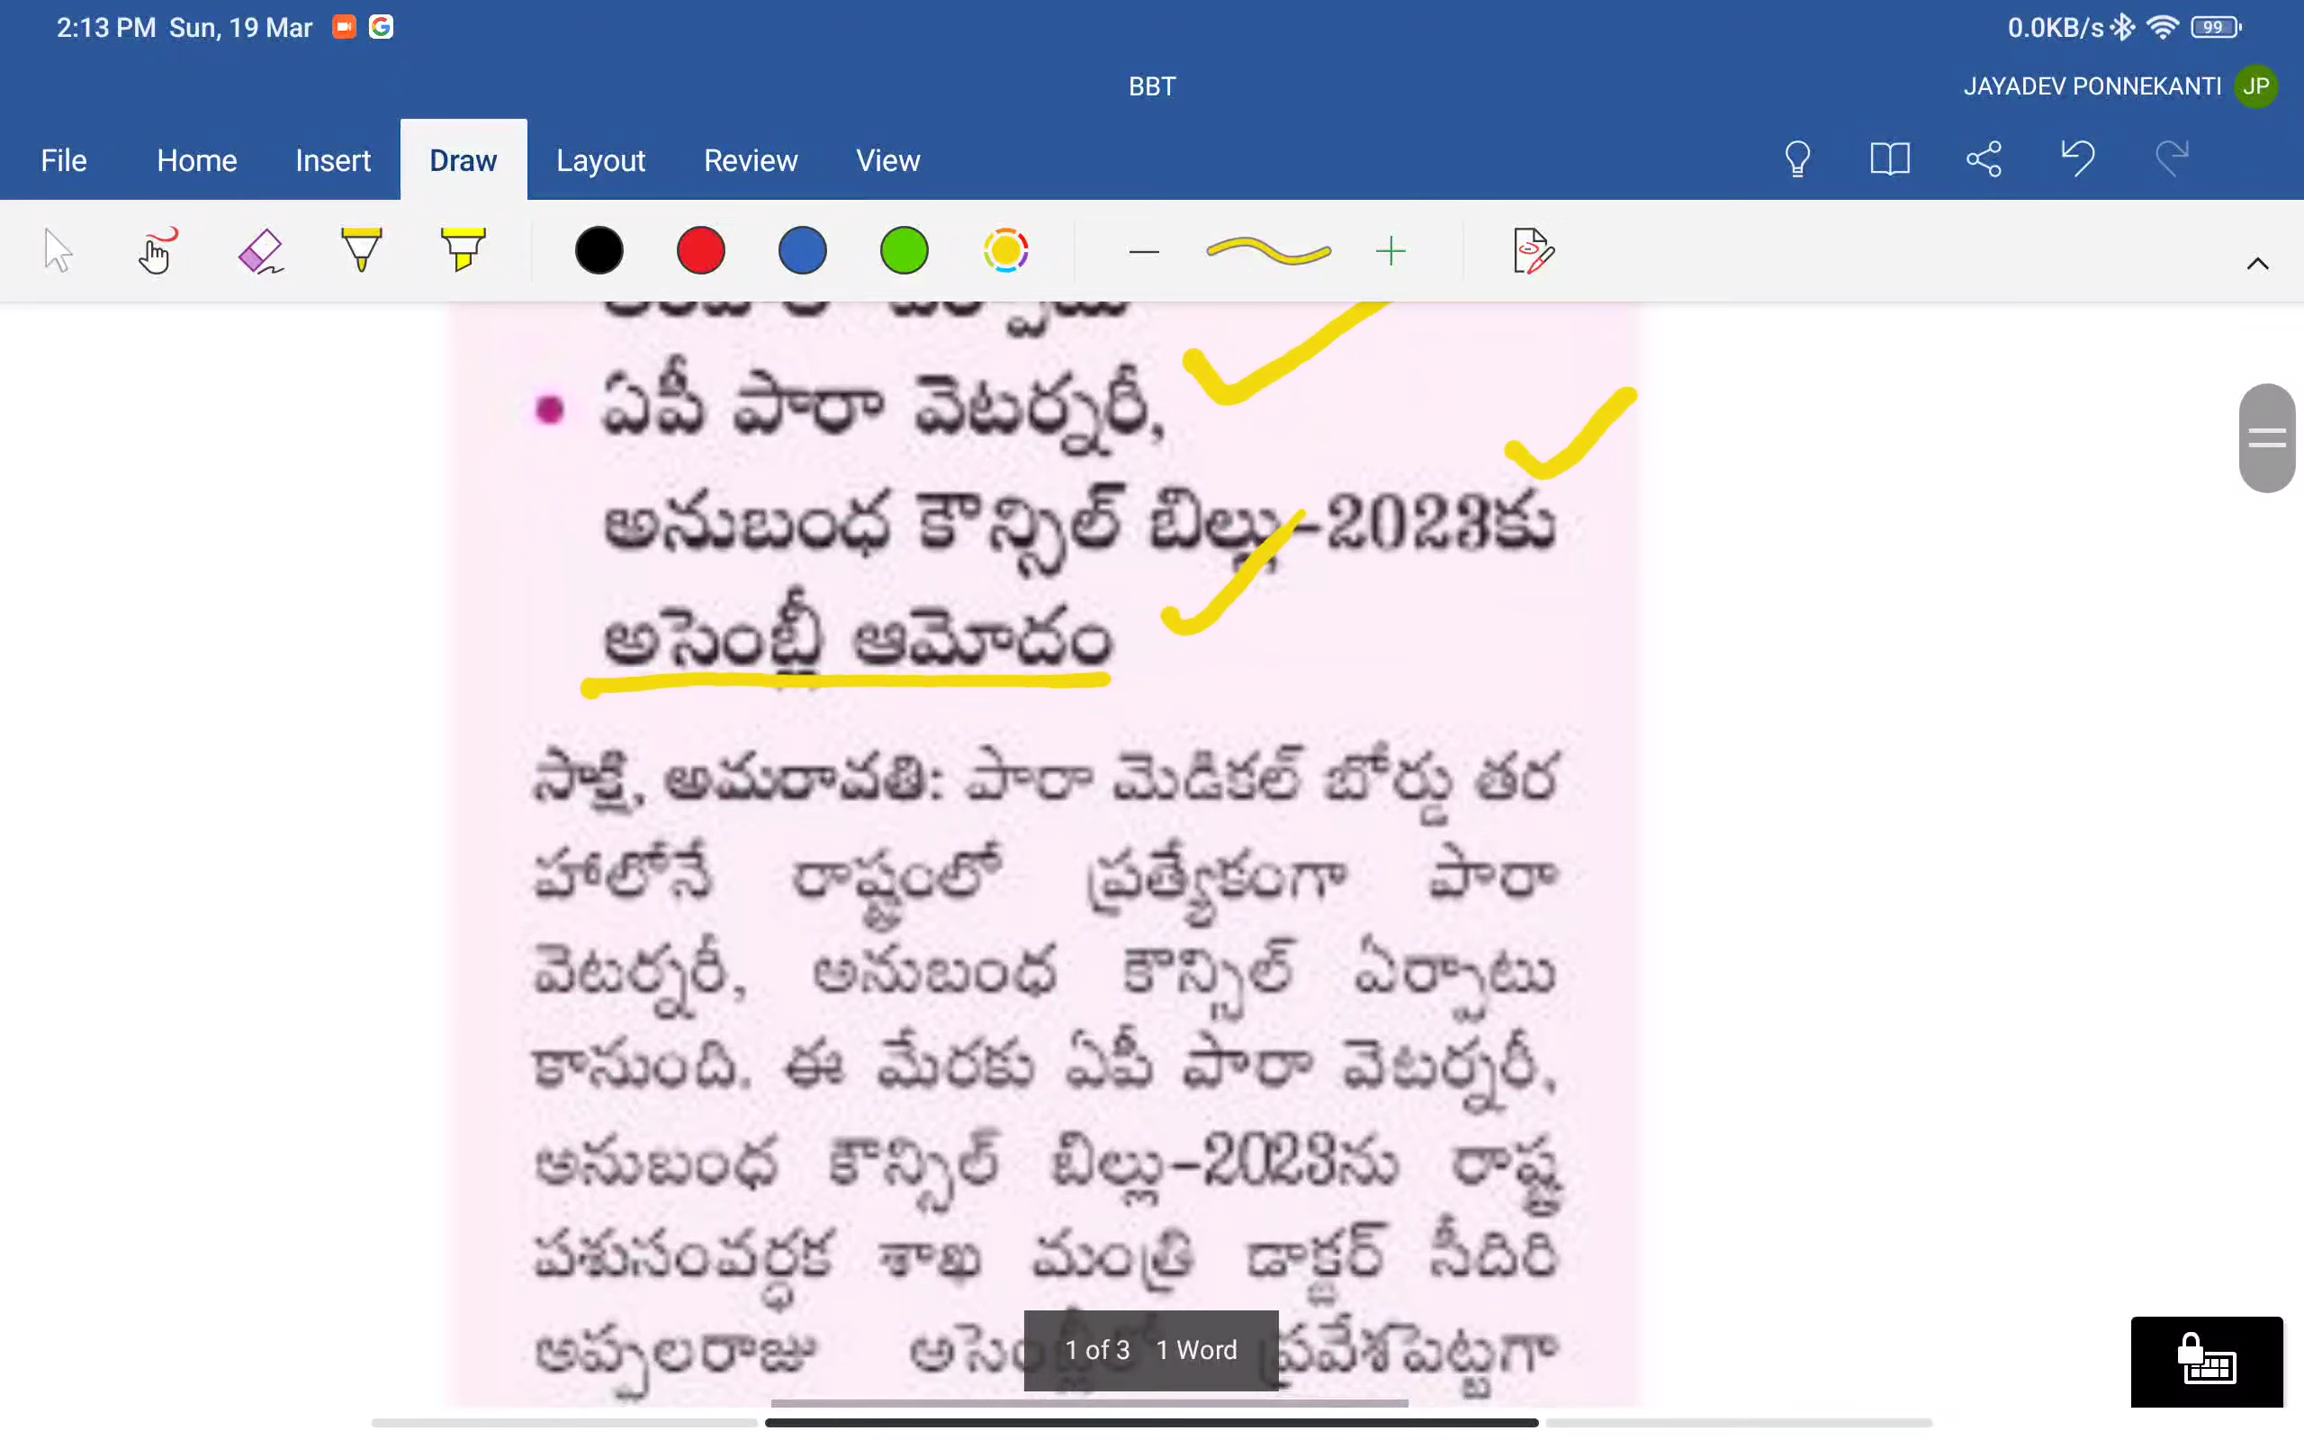 2:13 PM Sun, 19 Mar
0.0KB/s 99
BBT
JAYADEV PONNEKANTI JP
File Home Insert Draw Layout Review View
ఏపీ పారా వెటర్నరీ,
అనుబంధ కౌన్సిల్ బిల్లు-2023కు
అసెంబ్లీ ఆమోదం
సాక్షి, అమరావతి: పారా మెడికల్ బోర్డు తర
హాలోనే రాష్ట్రంలో ప్రత్యేకంగా పారా
వెటర్నరీ, అనుబంధ కౌన్సిల్ ఏర్పాటు
కానుంది. ఈ మేరకు ఏపీ పారా వెటర్నరీ,
అనుబంధ కౌన్సిల్ బిల్లు-2023ను రాష్ట్ర
పశుసంవర్ధక శాఖ మంత్రి డాక్టర్ సీదిరి
అప్పలరాజు అసెంబ్లీలో ప్రవేశపెట్టగా
1 of 3 1 Word